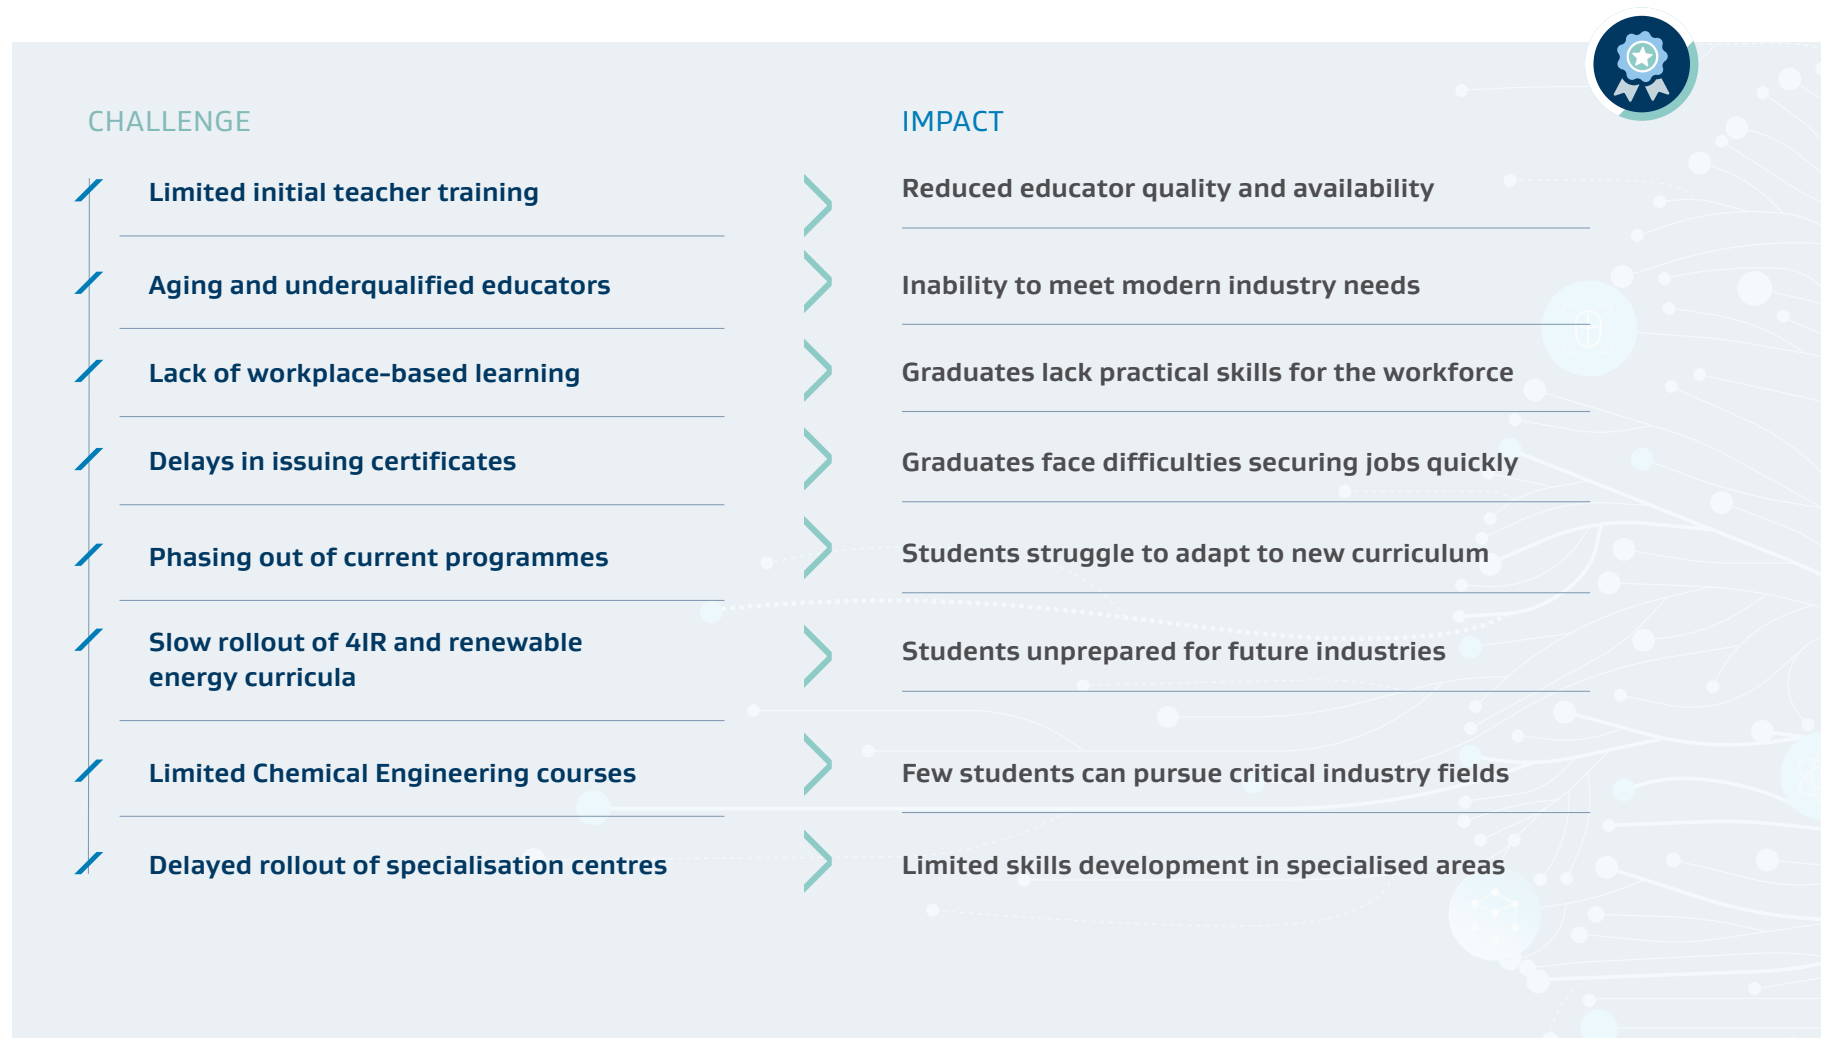 CHALLENGE
IMPACT
Limited initial teacher training
Reduced educator quality and availability
Aging and underqualified educators
Inability to meet modern industry needs
Lack of workplace-based learning
Graduates lack practical skills for the workforce
Delays in issuing certificates
Graduates face difficulties securing jobs quickly
Phasing out of current programmes
Students struggle to adapt to new curriculum
Slow rollout of 4IR and renewable
energy curricula
Students unprepared for future industries
Limited Chemical Engineering courses
Few students can pursue critical industry fields
Delayed rollout of specialisation centres
Limited skills development in specialised areas